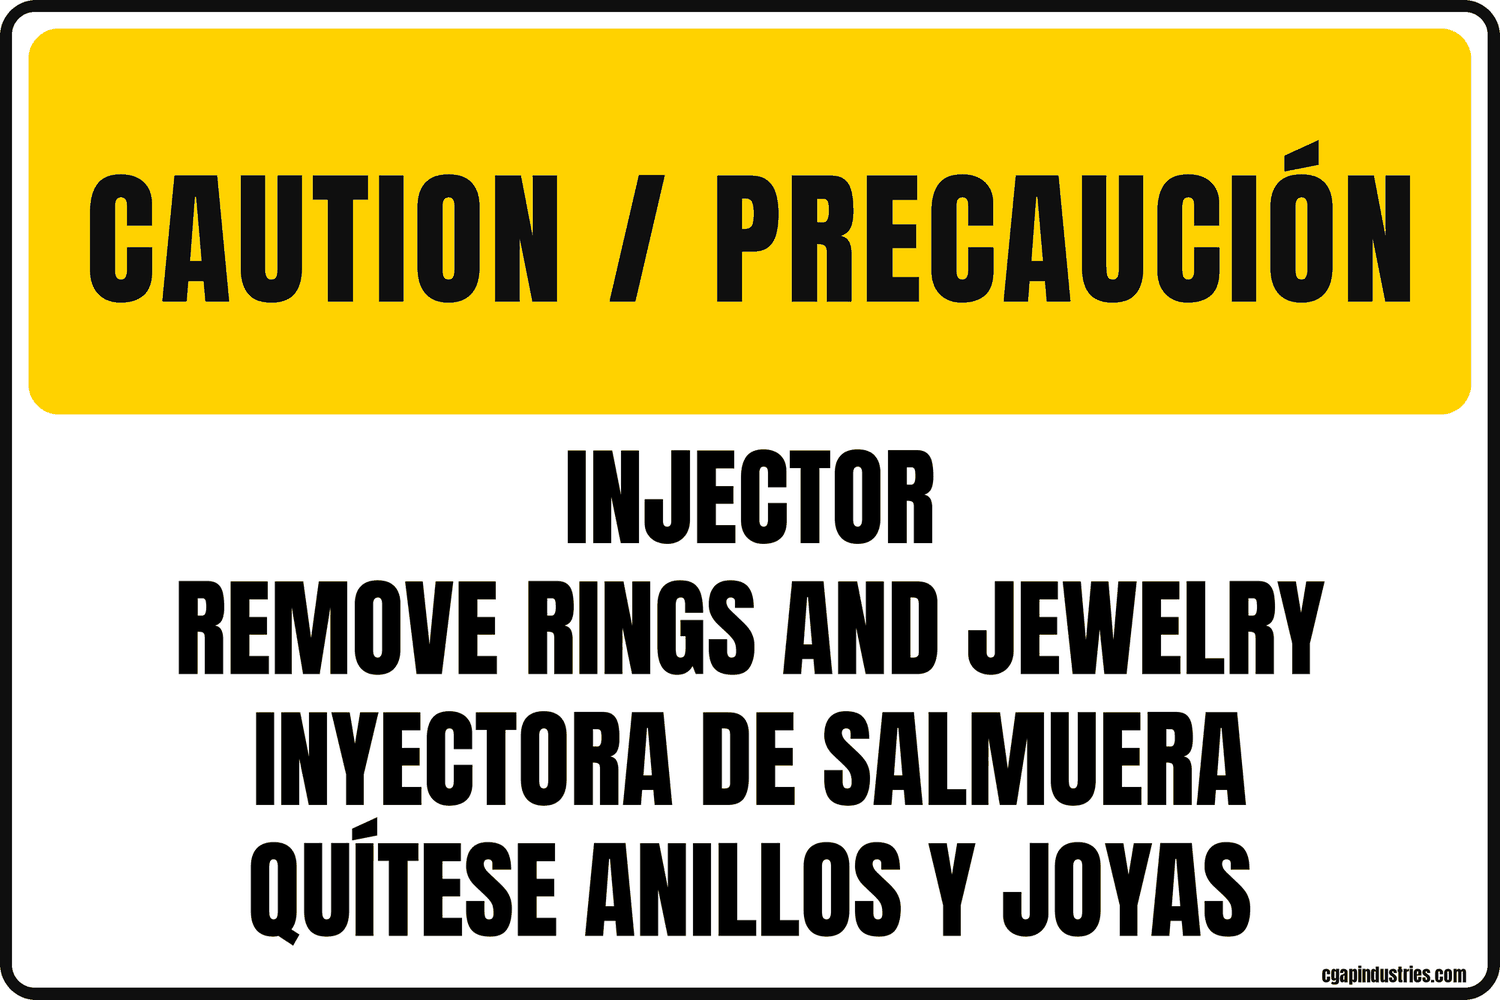 CAUTION / PRECAUCIÓN
INJECTOR
REMOVE RINGS AND JEWELRY
INYECTORA DE SALMUERA
QUÍTESE ANILLOS Y JOYAS
cgapindustries.com